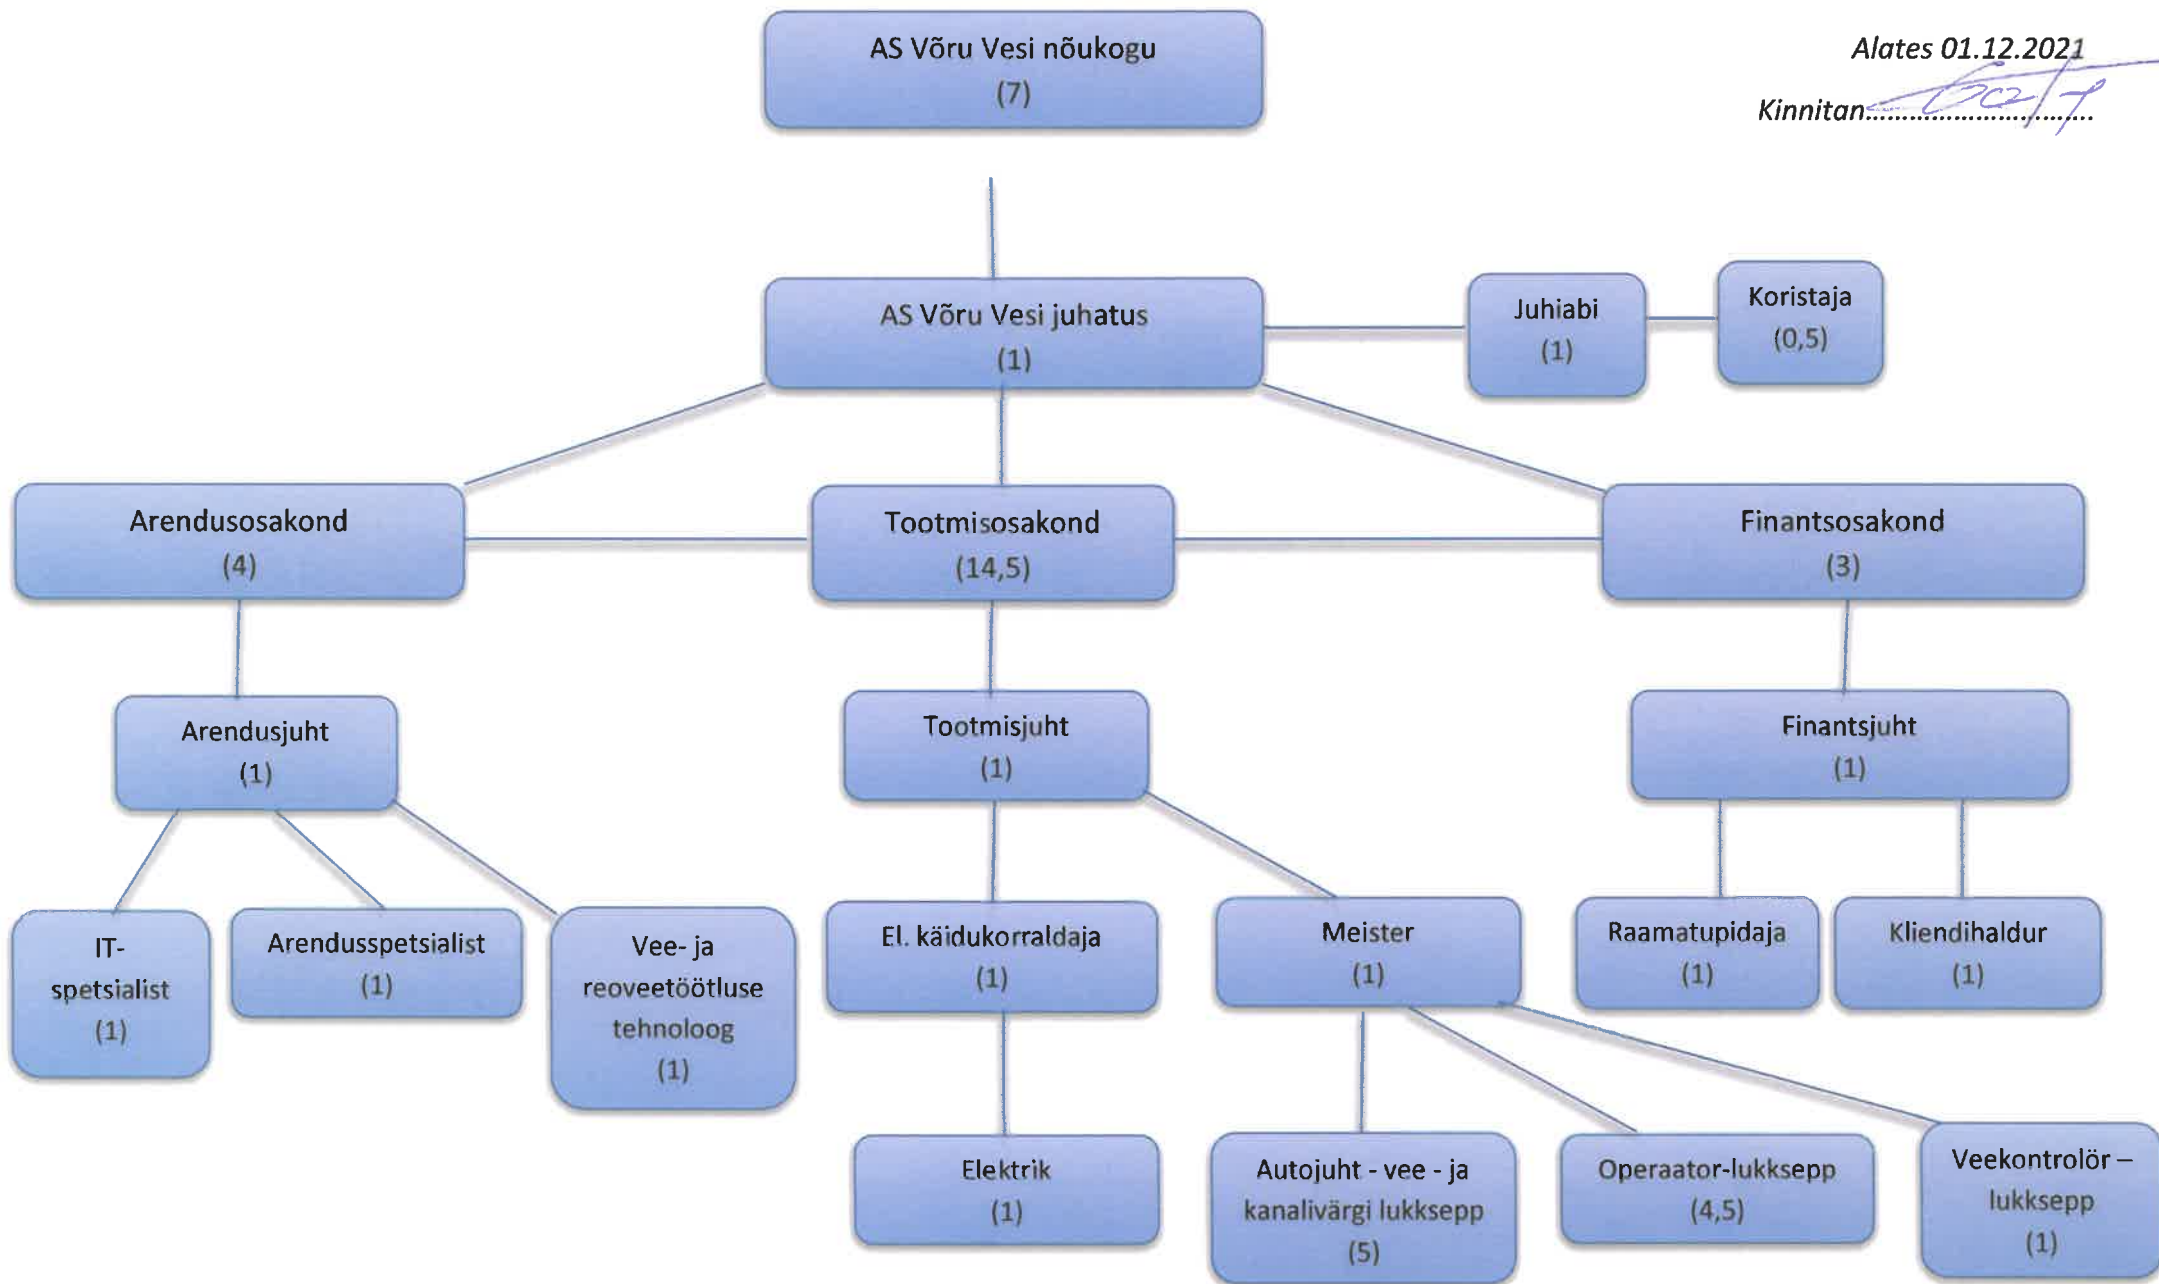 AS Võru Vesi nõukogu
(7)
Alates 01.12.2021
Kinnitan................................
AS Võru Vesi juhatus
(1)
Juhiabi
(1)
Koristaja
(0,5)
Arendusosakond
(4)
Tootmisosakond
(14,5)
Finantsosakond
(3)
Arendusjuht
(1)
Tootmisjuht
(1)
Finantsjuht
(1)
IT-
spetsialist
(1)
Arendusspetsialist
(1)
Vee- ja
reoveetöötluse
tehnoloog
(1)
El. käidukorraldaja
(1)
Meister
(1)
Raamatupidaja
(1)
Kliendihaldur
(1)
Elektrik
(1)
Autojuht - vee - ja
kanalivärgi lukksepp
(5)
Operaator-lukksepp
(4,5)
Veekontrolör –
lukksepp
(1)